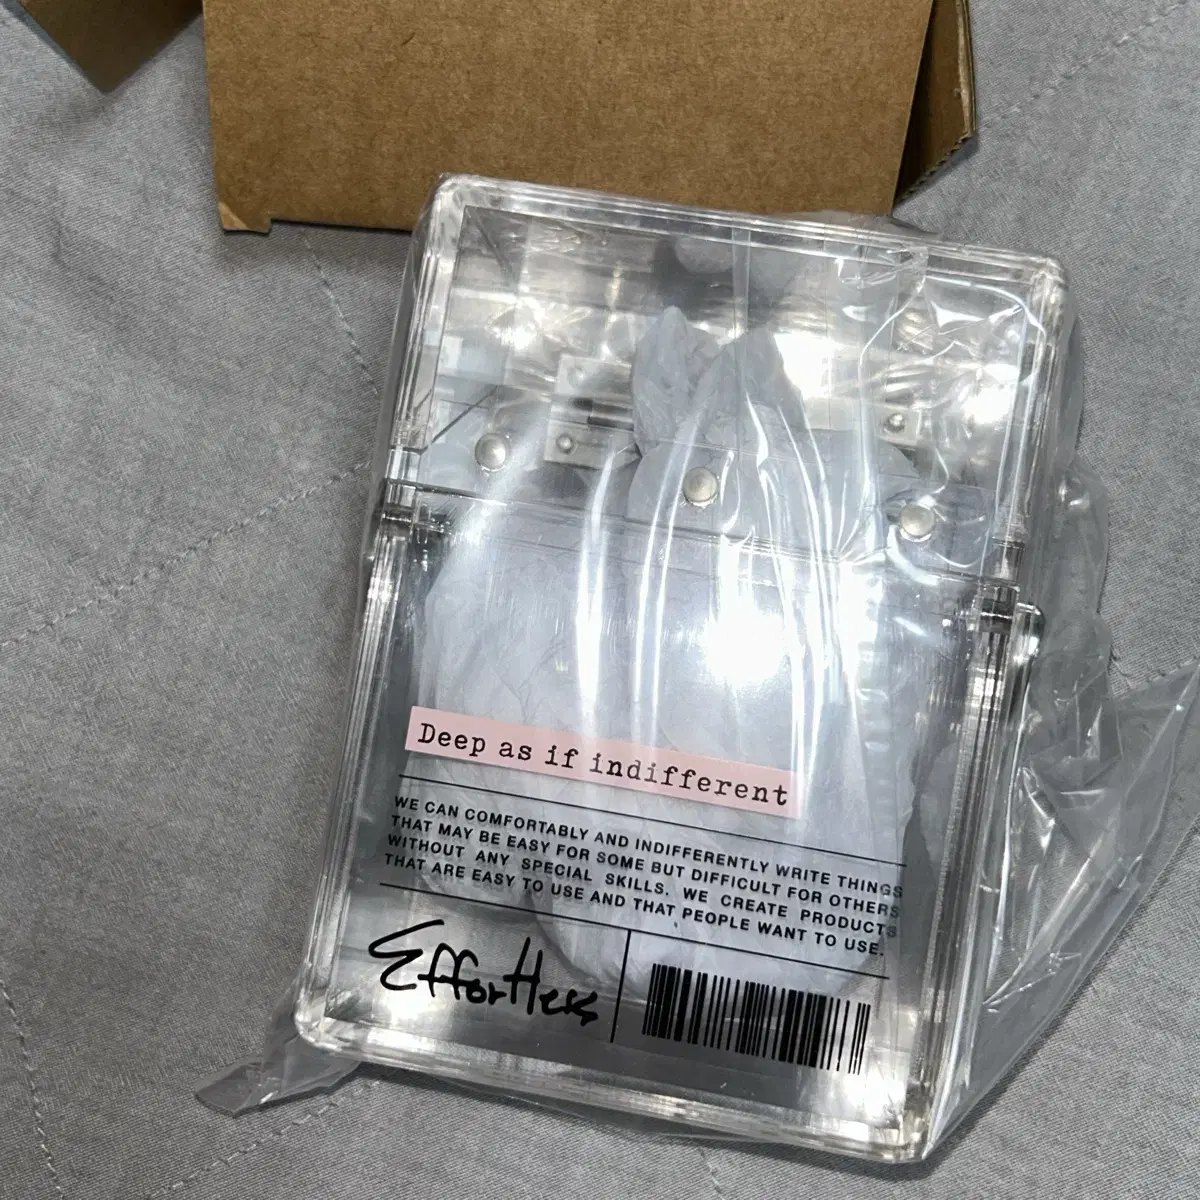 Deep as if indifferent
WE CAN COMFORTABLY AND INDIFFERENTLY WRITE THINGS
THAT MAY BE EASY FOR SOME BUT DIFFICULT FOR OTHERS
WITHOUT ANY SPECIAL SKILLS. WE CREATE PRODUCTS
THAT ARE EASY TO USE AND THAT PEOPLE WANT TO USE.
Effortless